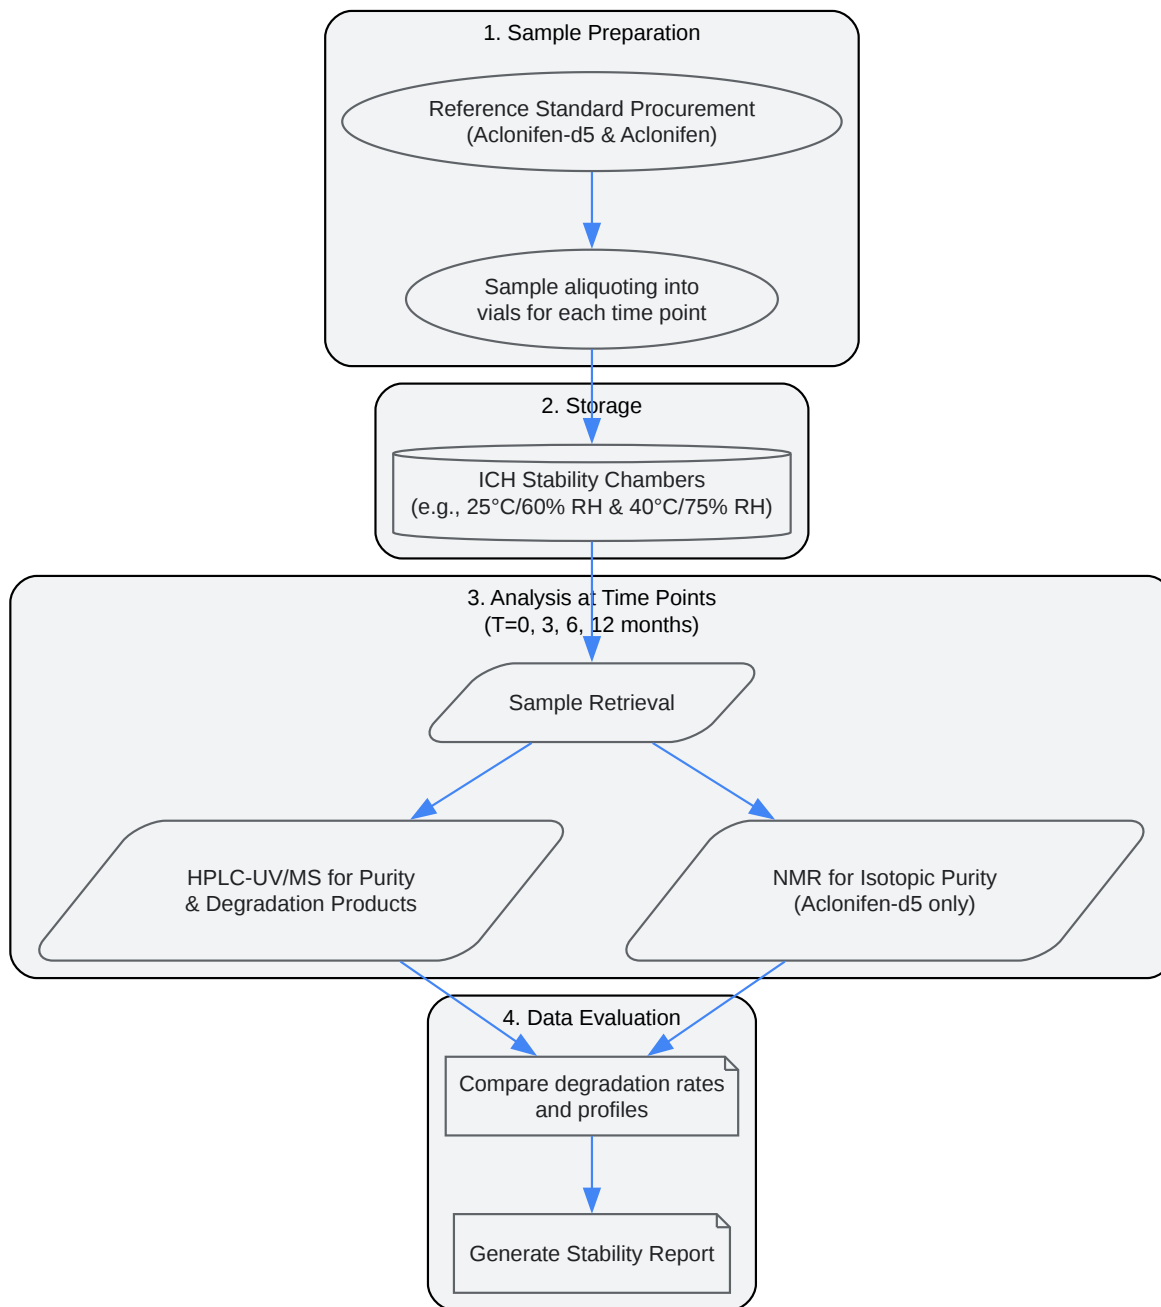 1. Sample Preparation
Reference Standard Procurement
(Aclonifen-d5 & Aclonifen)
Sample aliquoting into
vials for each time point
2. Storage
ICH Stability Chambers
(e.g., 25°C/60% RH & 40°C/75% RH)
3. Analysis at Time Points
(T=0, 3, 6, 12 months)
Sample Retrieval
HPLC-UV/MS for Purity
& Degradation Products
NMR for Isotopic Purity
(Aclonifen-d5 only)
4. Data Evaluation
Compare degradation rates
and profiles
Generate Stability Report